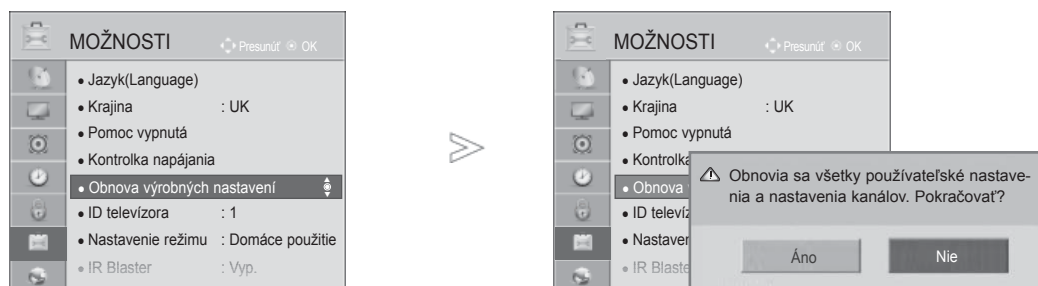 MOŽNOSTI Presunúť OK
• Jazyk(Language)
• Krajina : UK
• Pomoc vypnutá
• Kontrolka napájania
• Obnova výrobných nastavení
• ID televízora : 1
• Nastavenie režimu : Domáce použitie
• IR Blaster : Vyp.
MOŽNOSTI Presunúť OK
• Jazyk(Language)
• Krajina : UK
• Pomoc vypnutá
• Kontrolka
• Obnova
• ID televíz
• Nastaven
• IR Blaste
Obnovia sa všetky používateľské nastave-
nia a nastavenia kanálov. Pokračovať?
Áno Nie